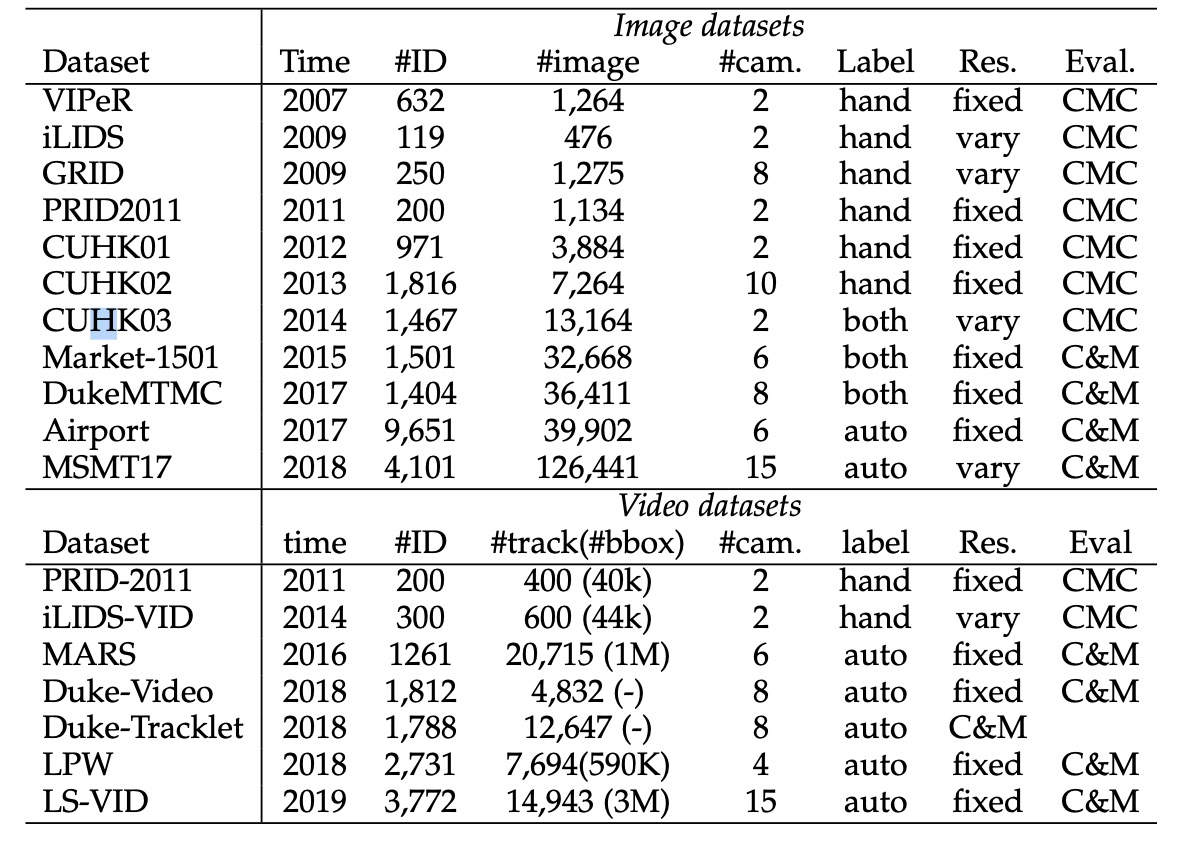 Image datasets
Dataset Time #ID #image #cam. Label Res. Eval.
VIPeR 2007 632 1,264 2 hand fixed CMC
iLIDS 2009 119 476 2 hand vary CMC
GRID 2009 250 1,275 8 hand vary CMC
PRID2011 2011 200 1,134 2 hand fixed CMC
CUHK01 2012 971 3,884 2 hand fixed CMC
CUHK02 2013 1,816 7,264 10 hand fixed CMC
CUHK03 2014 1,467 13,164 2 both vary CMC
Market-1501 2015 1,501 32,668 6 both fixed C&M
DukeMTMC 2017 1,404 36,411 8 both fixed C&M
Airport 2017 9,651 39,902 6 auto fixed C&M
MSMT17 2018 4,101 126,441 15 auto vary C&M
Video datasets
Dataset time #ID #track(#bbox) #cam. label Res. Eval
PRID-2011 2011 200 400 (40k) 2 hand fixed CMC
iLIDS-VID 2014 300 600 (44k) 2 hand vary CMC
MARS 2016 1261 20,715 (1M) 6 auto fixed C&M
Duke-Video 2018 1,812 4,832 (-) 8 auto fixed C&M
Duke-Tracklet 2018 1,788 12,647 (-) 8 auto C&M
LPW 2018 2,731 7,694(590K) 4 auto fixed C&M
LS-VID 2019 3,772 14,943 (3M) 15 auto fixed C&M